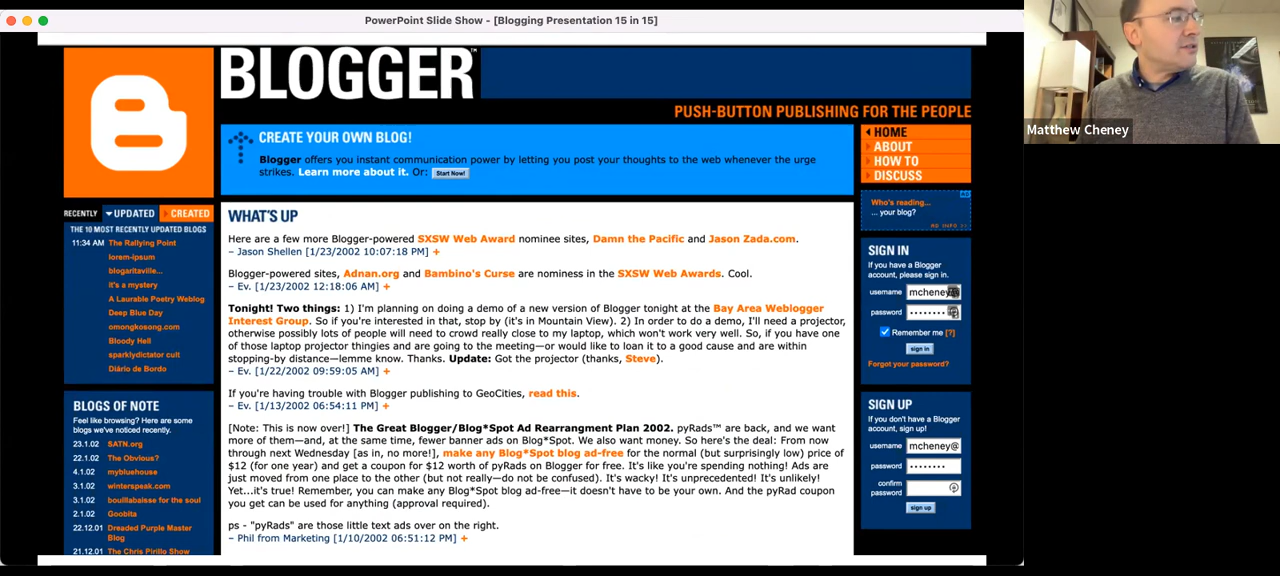 PowerPoint Slide Show - [Blogging Presentation 15 in 15]
Matthew Cheney
BLOGGER™
PUSH-BUTTON PUBLISHING FOR THE PEOPLE
CREATE YOUR OWN BLOG!
Blogger offers you instant communication power by letting you post your thoughts to the web whenever the urge
strikes. Learn more about it. Or: Start Now!
HOME
ABOUT
HOW TO
DISCUSS
RECENTLY UPDATED CREATED
THE 10 MOST RECENTLY UPDATED BLOGS
11:34 AM The Rallying Point
lorem-ipsum
blogaritaville...
it's a mystery
A Laurable Poetry Weblog
Deep Blue Day
omongkosong.com
Bloody Hell
sparklydictator cult
Diário de Bordo
BLOGS OF NOTE
Feel like browsing? Here are some
blogs we've noticed recently.
23.1.02 SATN.org
22.1.02 The Obvious?
4.1.02 mybluehouse
3.1.02 winterspeak.com
2.1.02 bouillabaisse for the soul
2.1.02 Goobita
22.12.01 Dreaded Purple Master
Blog
21.12.01 The Chris Pirillo Show
WHAT'S UP
Here are a few more Blogger-powered SXSW Web Award nominee sites, Damn the Pacific and Jason Zada.com.
– Jason Shellen [1/23/2002 10:07:18 PM] +
Blogger-powered sites, Adnan.org and Bambino's Curse are nominess in the SXSW Web Awards. Cool.
– Ev. [1/23/2002 12:18:06 AM] +
Tonight! Two things: 1) I'm planning on doing a demo of a new version of Blogger tonight at the Bay Area Weblogger
Interest Group. So if you're interested in that, stop by (it's in Mountain View). 2) In order to do a demo, I'll need a projector,
otherwise possibly lots of people will need to crowd really close to my laptop, which won't work very well. So, if you have one
of those laptop projector thingies and are going to the meeting—or would like to loan it to a good cause and are within
stopping-by distance—lemme know. Thanks. Update: Got the projector (thanks, Steve).
– Ev. [1/22/2002 09:59:05 AM] +
If you're having trouble with Blogger publishing to GeoCities, read this.
– Ev. [1/13/2002 06:54:11 PM] +
[Note: This is now over!] The Great Blogger/Blog*Spot Ad Rearrangment Plan 2002. pyRads™ are back, and we want
more of them—and, at the same time, fewer banner ads on Blog*Spot. We also want money. So here's the deal: From now
through next Wednesday [as in, no more!], make any Blog*Spot blog ad-free for the normal (but surprisingly low) price of
$12 (for one year) and get a coupon for $12 worth of pyRads on Blogger for free. It's like you're spending nothing! Ads are
just moved from one place to the other (but not really—do not be confused). It's wacky! It's unprecedented! It's unlikely!
Yet...it's true! Remember, you can make any Blog*Spot blog ad-free—it doesn't have to be your own. And the pyRad coupon
you get can be used for anything (approval required).
ps - "pyRads" are those little text ads over on the right.
– Phil from Marketing [1/10/2002 06:51:12 PM] +
AD
Who's reading...
... your blog?
MO INFO >>
SIGN IN
If you have a Blogger
account, please sign in.
username mcheney@
password
Remember me [?]
sign in
Forgot your password?
SIGN UP
If you don't have a Blogger
account, sign up.
username mcheney@
password
confirm
password
sign up